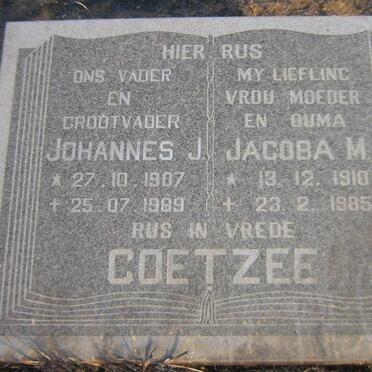 HIER RUS
ONS VADER
EN
GROOTVADER
JOHANNES J.
* 27.10.1907
+ 25.07.1989
MY LIEFLING
VROU MOEDER
EN OUMA
JACOBA M.
* 13.12.1910
+ 23.2.1985
RUS IN VREDE
COETZEE